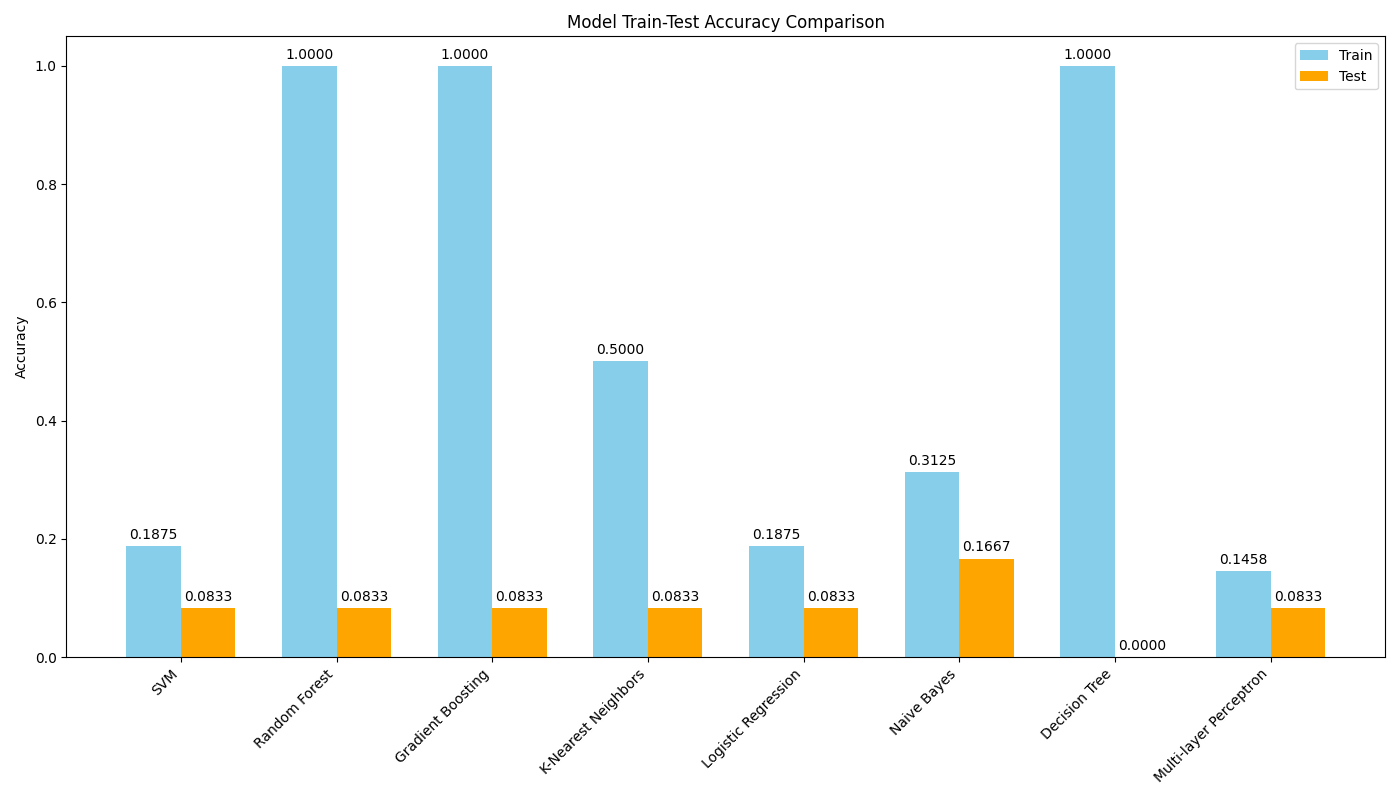 Model Train-Test Accuracy Comparison
Train
Test
Accuracy
1.0
0.8
0.6
0.4
0.2
0.0
0.1875
0.0833
1.0000
0.0833
1.0000
0.0833
0.5000
0.0833
0.1875
0.0833
0.3125
0.1667
1.0000
0.0000
0.1458
0.0833
SVM
Random Forest
Gradient Boosting
K-Nearest Neighbors
Logistic Regression
Naive Bayes
Decision Tree
Multi-layer Perceptron